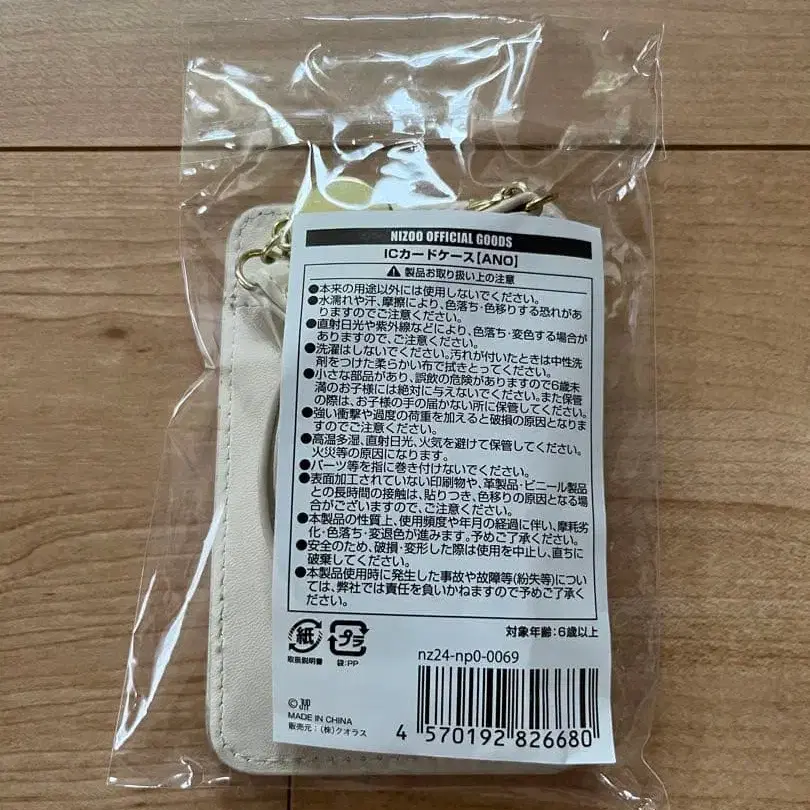 NIZOO OFFICIAL GOODS
ICカードケース【ANO】
⚠製品お取り扱い上の注意
●本来の用途以外には使用しないでください。
●水濡れや汗、摩擦により、色落ち・色移りする恐れがあ
りますのでご注意ください。
●直射日光や紫外線などにより、色落ち・変色する場合が
ありますので、ご注意ください。
●洗濯はしないでください。汚れが付いたときは中性洗
剤をつけた柔らかい布で拭きとってください。
●小さな部品があり、誤飲の危険がありますので6歳未
満のお子様には絶対に与えないでください。また保管
の際は、お子様の手の届かない所に保管してください。
●強い衝撃や過度の荷重を加えると破損の原因となりま
すのでご注意ください。
●高温多湿、直射日光、火気を避けて保管してください。
火災等の原因になります。
●パーツ等を指に巻き付けないでください。
●表面加工されていない印刷物や、革製品・ビニール製品
との長時間の接触は、貼りつき、色移りの原因となる場
合がございますので、ご注意ください。
●本製品の性質上、使用頻度や年月の経過に伴い、摩耗劣
化・色落ち・変退色が進みます。予めご了承ください。
●安全のため、破損・変形した際は使用を中止し、直ちに
破棄してください。
●本製品使用時に発生した事故や故障等(紛失等)につい
ては、弊社では責任を負いかねますので予めご了承く
ださい。
対象年齢:6歳以上
紙
取扱説明書
プラ
袋:PP
nz24-np0-0069
©JMP
MADE IN CHINA
販売元:(株)クオラス
4 570192 826680